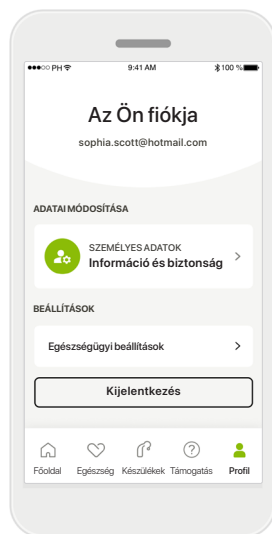 ●●●○○ PH 9:41 AM 100 %
Az Ön fiókja
sophia.scott@hotmail.com
ADATAI MÓDOSÍTÁSA
SZEMÉLYES ADATOK
Információ és biztonság
BEÁLLÍTÁSOK
Egészségügyi beállítások
Kijelentkezés
Főoldal Egészség Készülékek Támogatás Profil